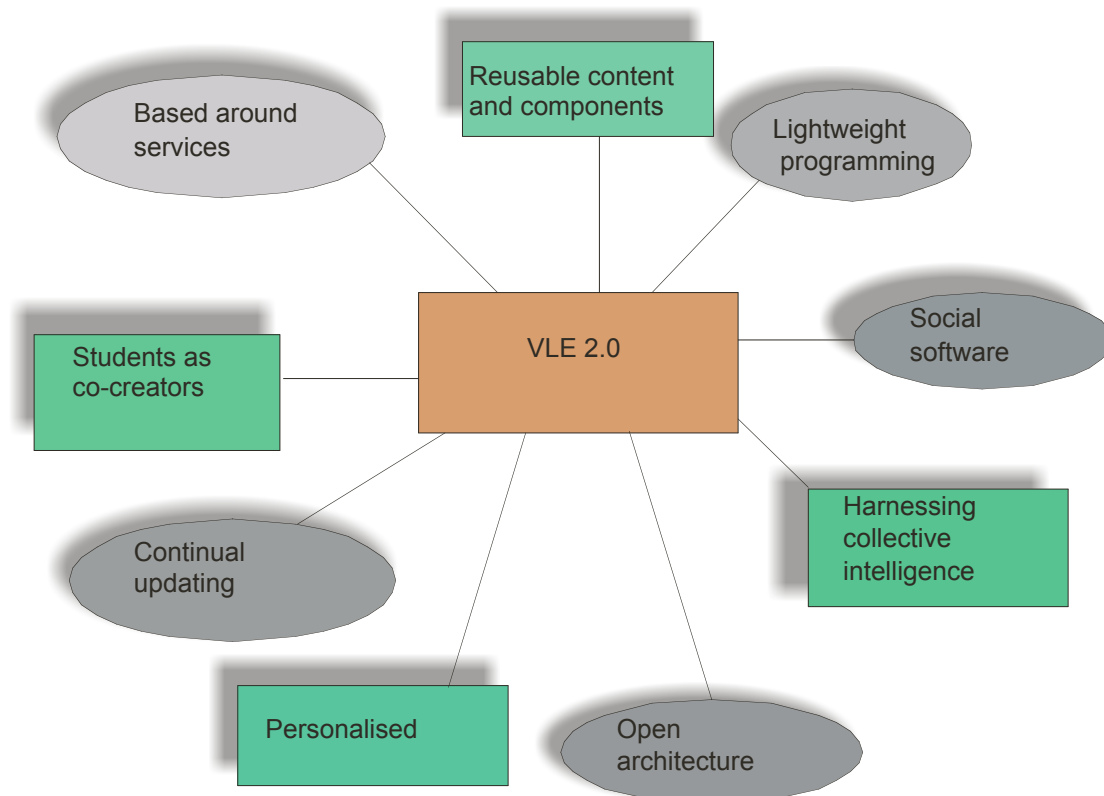 Reusable content
and components
Based around
services
Lightweight
programming
Social
software
VLE 2.0
Students as
co-creators
Harnessing
collective
intelligence
Continual
updating
Personalised
Open
architecture